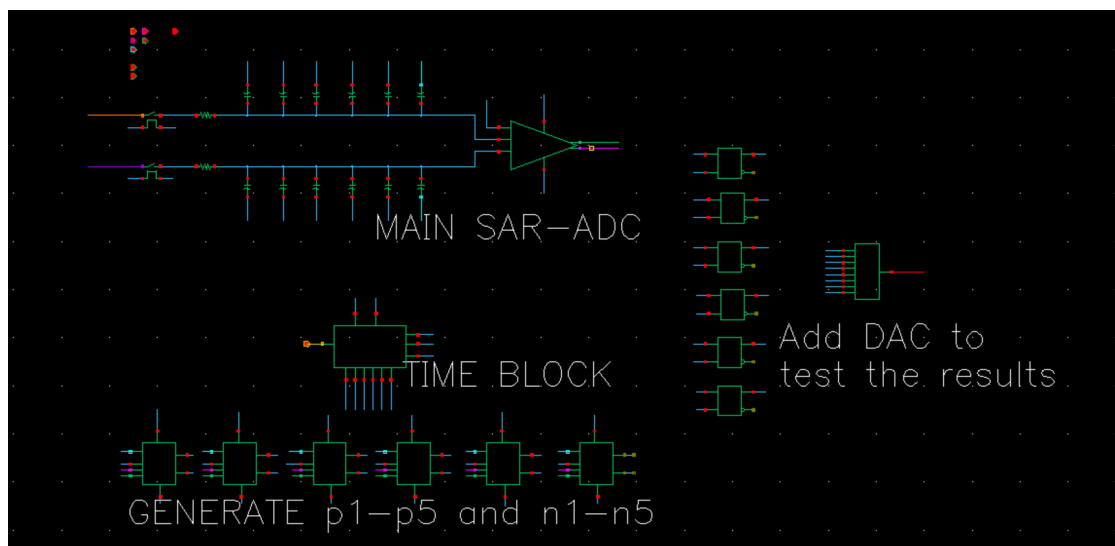 MAIN SAR-ADC
Add DAC to
test the results
TIME BLOCK
GENERATE p1-p5 and n1-n5